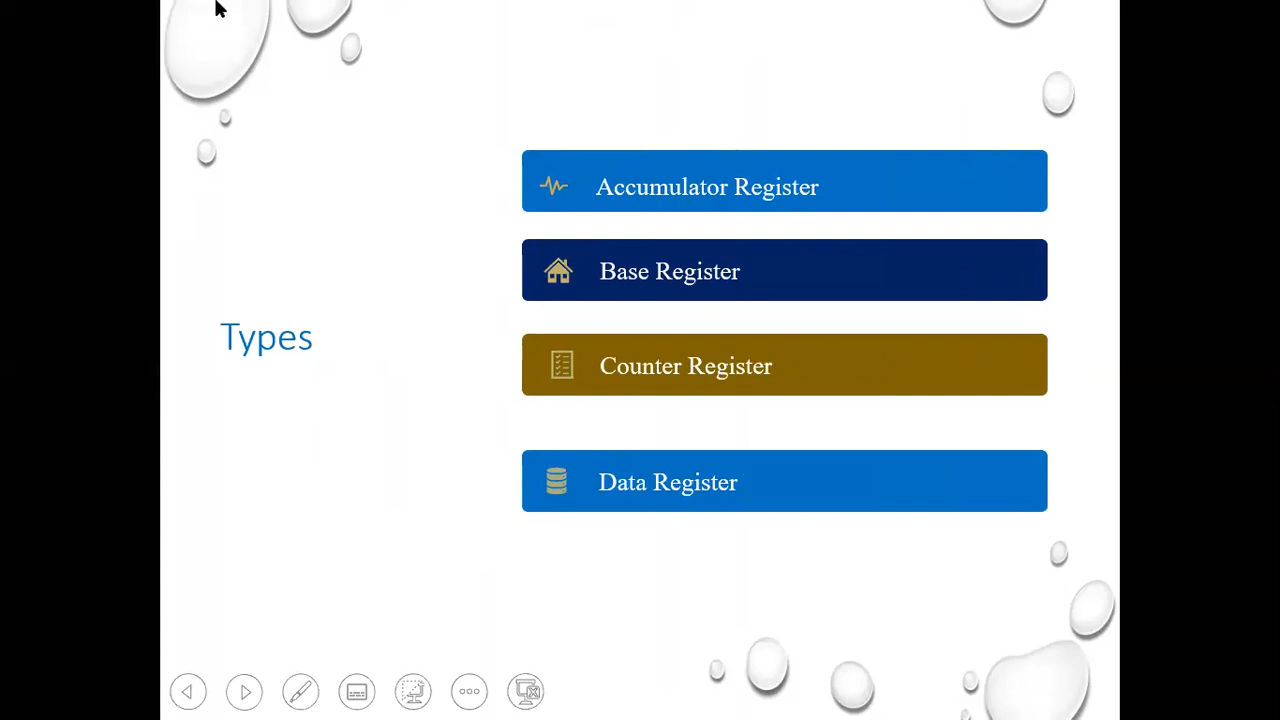 Accumulator Register
Base Register
Types
Counter Register
Data Register